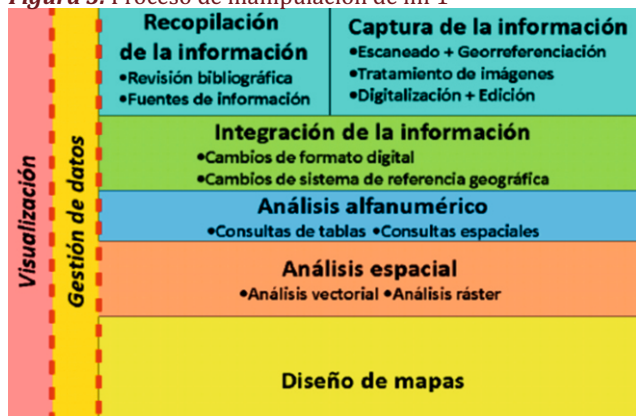 Figura 3. Proceso de manipulación de
Recopilación
de la información
•Revisión bibliográfica
•Fuentes de información
Captura de la información
•Escaneado + Georreferenciación
•Tratamiento de imágenes
•Digitalización + Edición
Integración de la información
•Cambios de formato digital
•Cambios de sistema de referencia geográfica
Análisis alfanumérico
•Consultas de tablas •Consultas espaciales
Análisis espacial
•Análisis vectorial •Análisis ráster
Diseño de mapas
Visualización
Gestión de datos